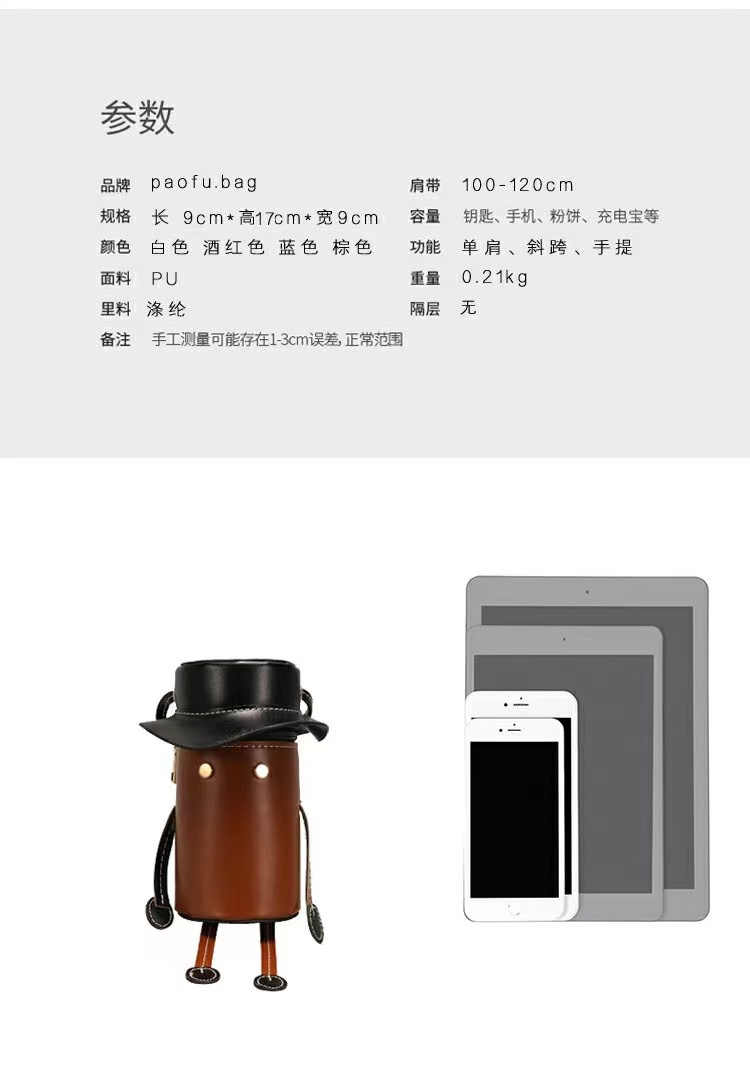 参数
品牌 paofu.bag
规格 长 9cm*高17cm*宽9cm
颜色 白色 酒红色 蓝色 棕色
面料 PU
里料 涤纶
备注 手工测量可能存在1-3cm误差,正常范围
肩带 100-120cm
容量 钥匙、手机、粉饼、充电宝等
功能 单肩、斜跨、手提
重量 0.21kg
隔层 无